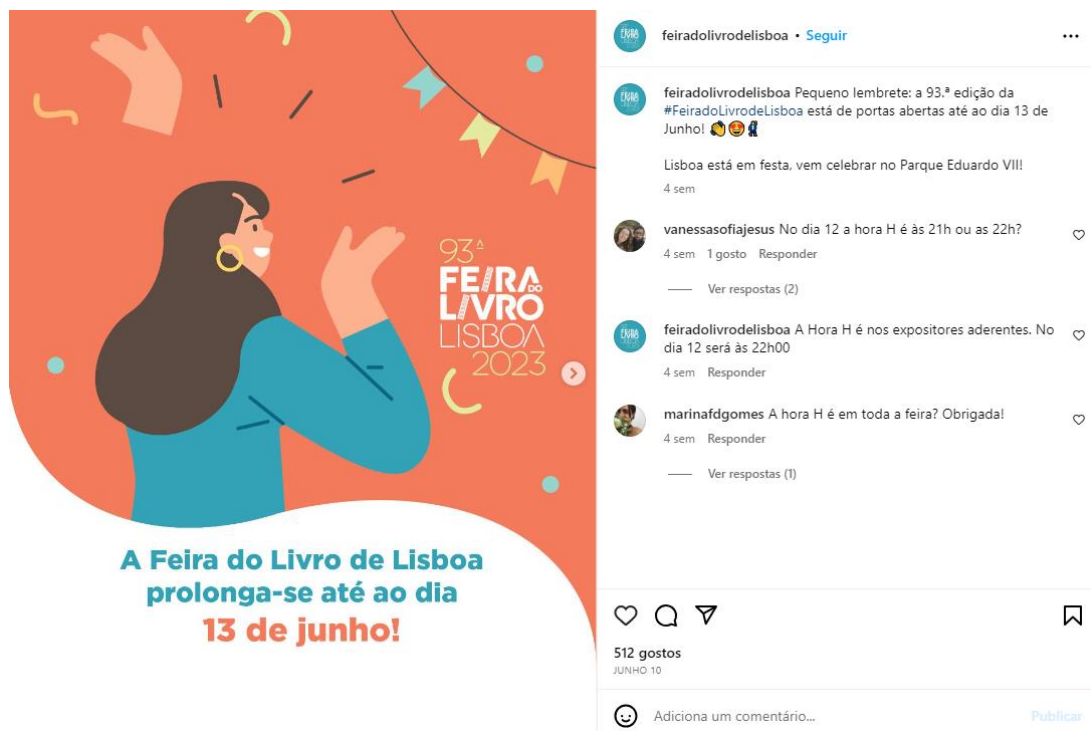 93ª
FEIRA DO
LIVRO
LISBOA
2023
A Feira do Livro de Lisboa
prolonga-se até ao dia
13 de junho!
feiradolivrodelisboa • Seguir
feiradolivrodelisboa Pequeno lembrete: a 93.ª edição da
#FeiradoLivrodeLisboa está de portas abertas até ao dia 13 de
Junho!
Lisboa está em festa, vem celebrar no Parque Eduardo VII!
4 sem
vanessasofiajesus No dia 12 a hora H é às 21h ou as 22h?
4 sem 1 gosto Responder
Ver respostas (2)
feiradolivrodelisboa A Hora H é nos expositores aderentes. No
dia 12 será às 22h00
4 sem Responder
marinafdgomes A hora H é em toda a feira? Obrigada!
4 sem Responder
Ver respostas (1)
512 gostos
JUNHO 10
Adiciona um comentário... Publicar